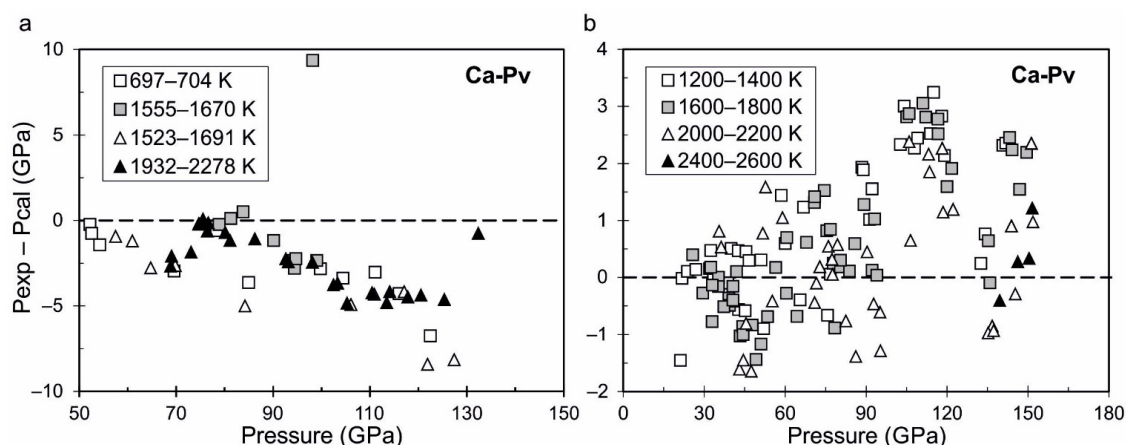 a
10
5
0
−5
−10
Pexp – Pcal (GPa)
697–704 K
1555–1670 K
1523–1691 K
1932–2278 K
Ca-Pv
50 70 90 110 130 150
Pressure (GPa)
b
4
3
2
1
0
−1
−2
1200–1400 K
1600–1800 K
2000–2200 K
2400–2600 K
Ca-Pv
0 30 60 90 120 150 180
Pressure (GPa)